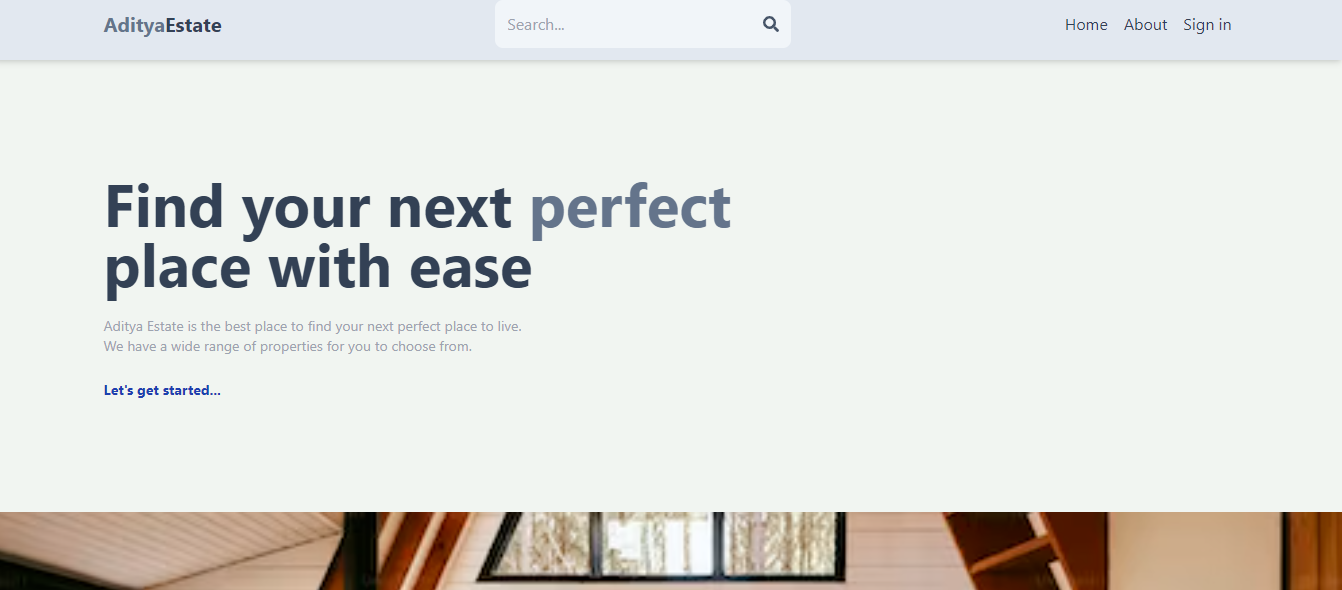 AdityaEstate
Search...
Home About Sign in
Find your next perfect
place with ease
Aditya Estate is the best place to find your next perfect place to live.
We have a wide range of properties for you to choose from.
Let's get started...